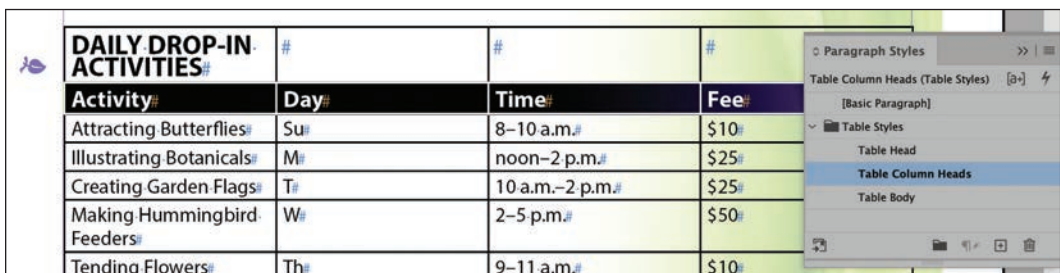 DAILY DROP-IN
ACTIVITIES#
#
#
#
Activity# Day# Time# Fee#
Attracting Butterflies# Su# 8–10 a.m.# $10#
Illustrating Botanicals# M# noon–2 p.m.# $25#
Creating Garden Flags# T# 10 a.m.–2 p.m.# $25#
Making Hummingbird
Feeders# W# 2–5 p.m.# $50#
Tending Flowers# Th# 9–11 a.m.# $10#
Paragraph Styles
Table Column Heads (Table Styles) [a+]
[Basic Paragraph]
Table Styles
Table Head
Table Column Heads
Table Body